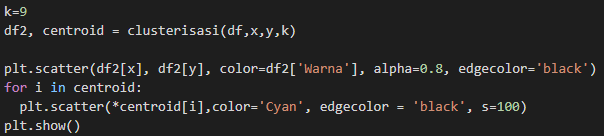 k=9
df2, centroid = clusterisasi(df,x,y,k)
plt.scatter(df2[x], df2[y], color=df2['Warna'], alpha=0.8, edgecolor='black')
for i in centroid:
  plt.scatter(*centroid[i],color='Cyan', edgecolor = 'black', s=100)
plt.show()